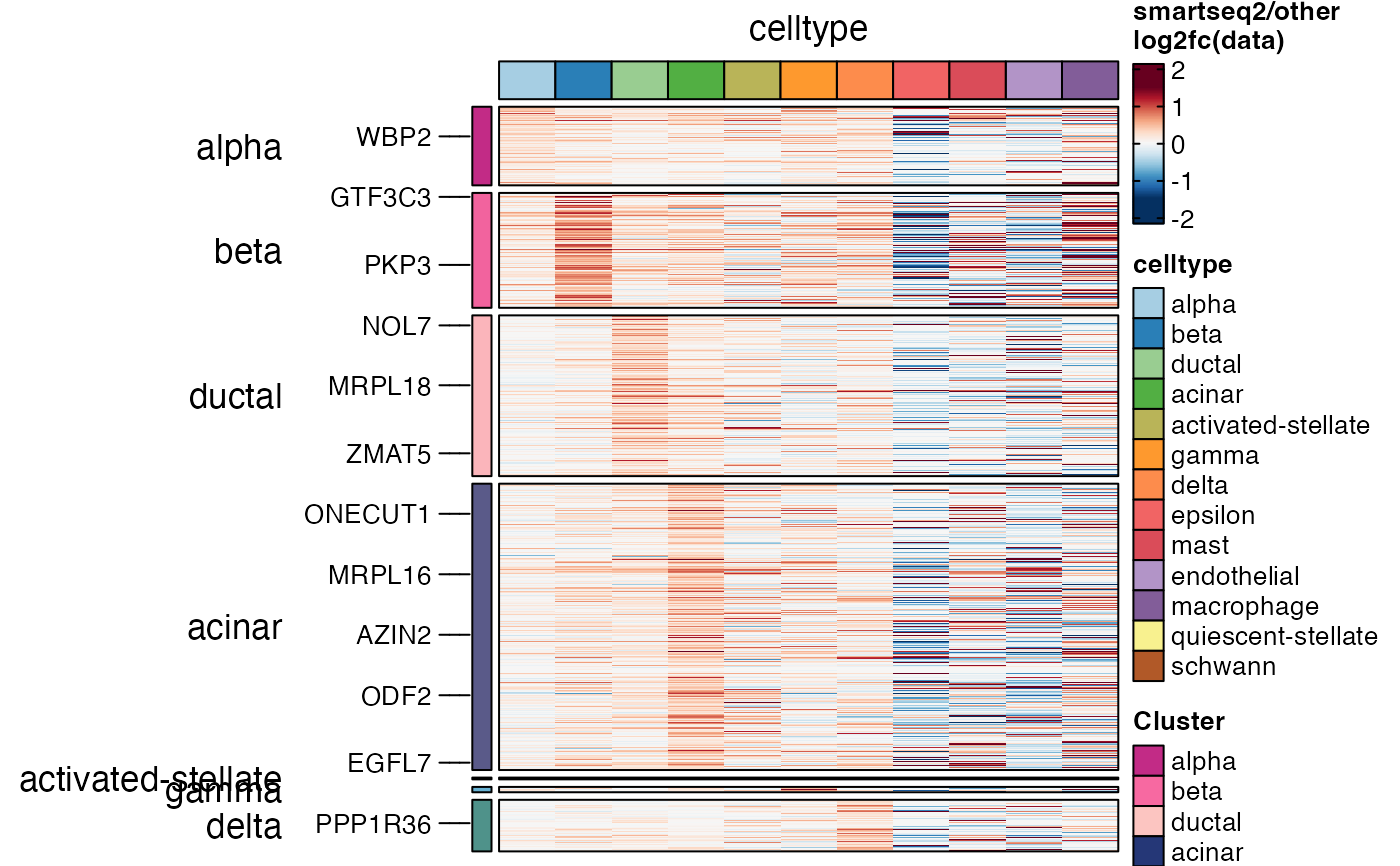 celltype
alpha
beta
ductal
acinar
activated-stellate
gamma
delta
WBP2
GTF3C3
PKP3
NOL7
MRPL18
ZMAT5
ONECUT1
MRPL16
AZIN2
ODF2
EGFL7
PPP1R36
smartseq2/other
log2fc(data)
2
1
0
-1
-2
celltype
alpha
beta
ductal
acinar
activated-stellate
gamma
delta
epsilon
mast
endothelial
macrophage
quiescent-stellate
schwann
Cluster
alpha
beta
ductal
acinar